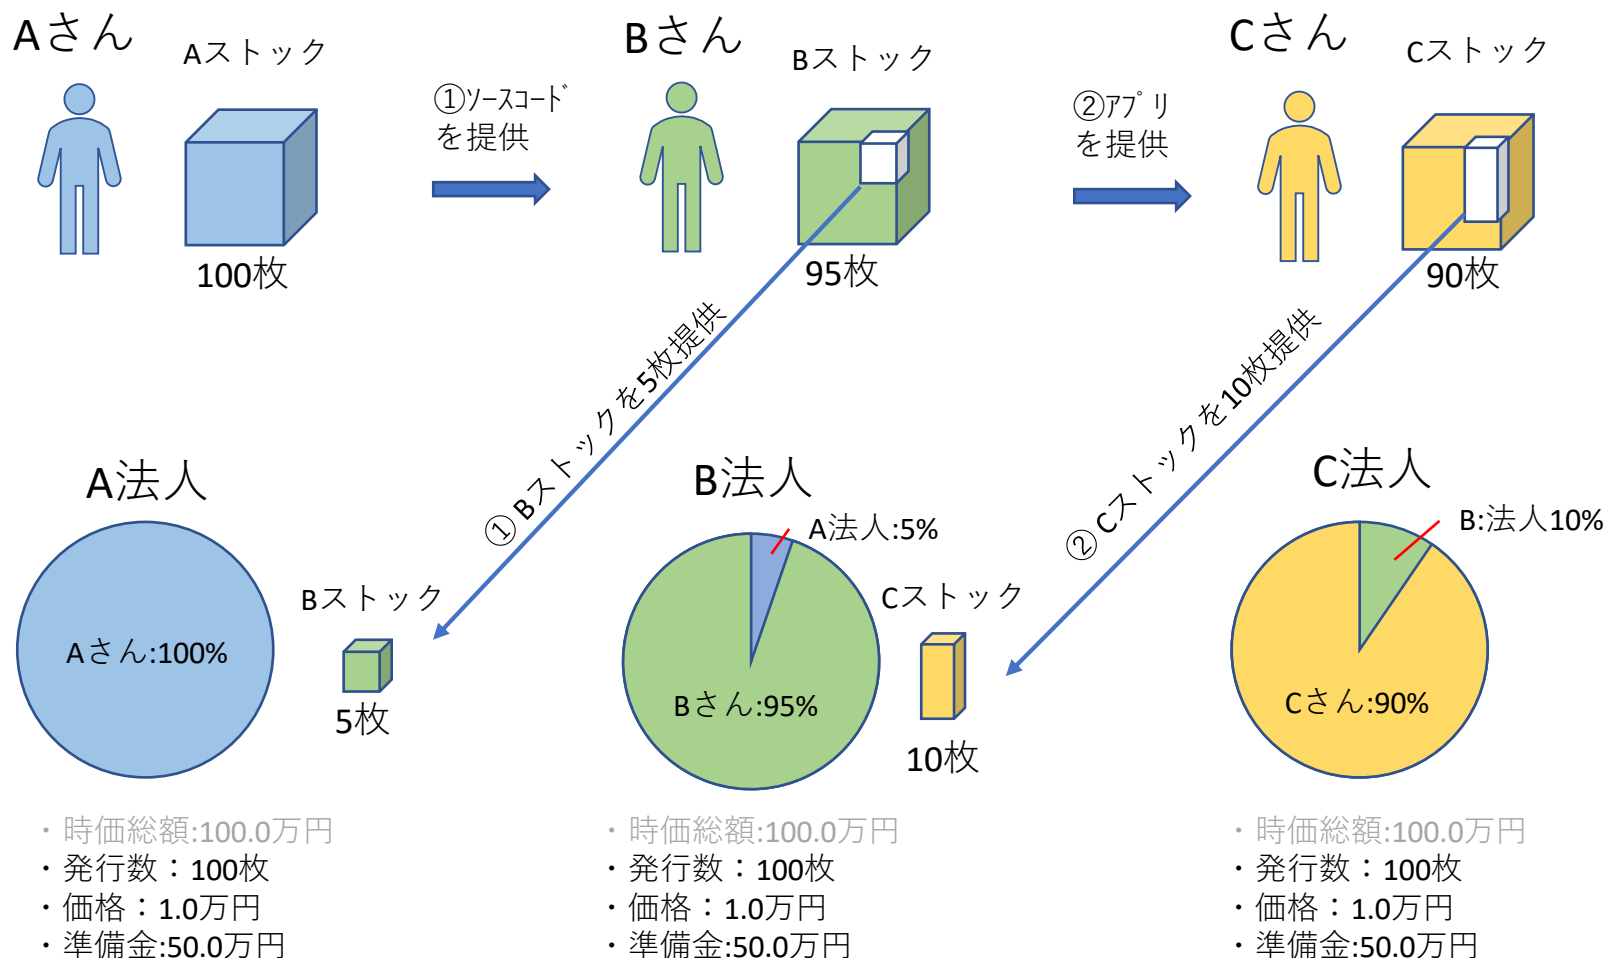 Aさん
Aストック
100枚
①ソースコード
を提供
Bさん
Bストック
95枚
②アプリ
を提供
Cさん
Cストック
90枚
①Bストックを5枚提供
②Cストックを10枚提供
A法人
Aさん:100%
Bストック
5枚
B法人
A法人:5%
Bさん:95%
Cストック
10枚
C法人
B:法人10%
Cさん:90%
・時価総額:100.0万円
・発行数：100枚
・価格：1.0万円
・準備金:50.0万円
・時価総額:100.0万円
・発行数：100枚
・価格：1.0万円
・準備金:50.0万円
・時価総額:100.0万円
・発行数：100枚
・価格：1.0万円
・準備金:50.0万円